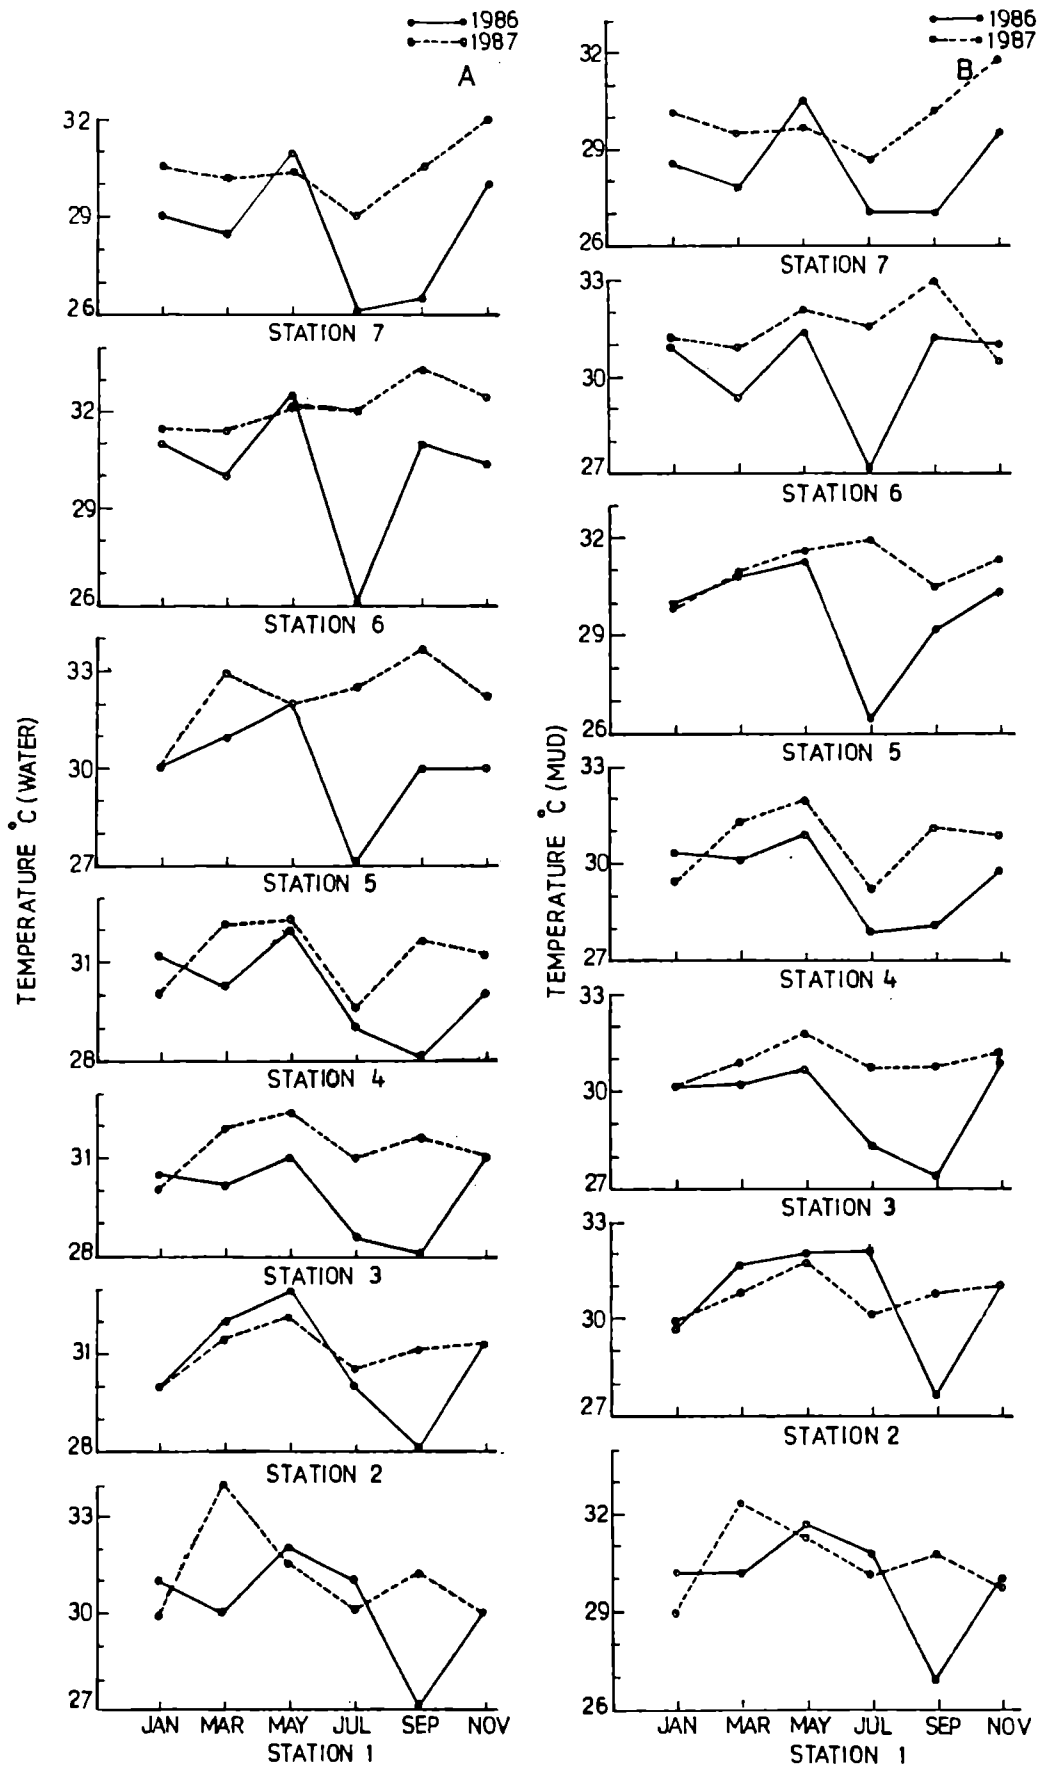 1986
1987
A
32
29
26
STATION 7
32
29
26
STATION 6
33
30
27
STATION 5
31
28
STATION 4
31
28
STATION 3
31
28
STATION 2
33
30
27
JAN MAR MAY JUL SEP NOV
STATION 1
TEMPERATURE °C (WATER)
1986
1987
B
32
29
26
STATION 7
33
30
27
STATION 6
32
29
26
STATION 5
33
30
27
STATION 4
33
30
27
STATION 3
33
30
27
STATION 2
32
29
26
JAN MAR MAY JUL SEP NOV
STATION 1
TEMPERATURE °C (MUD)